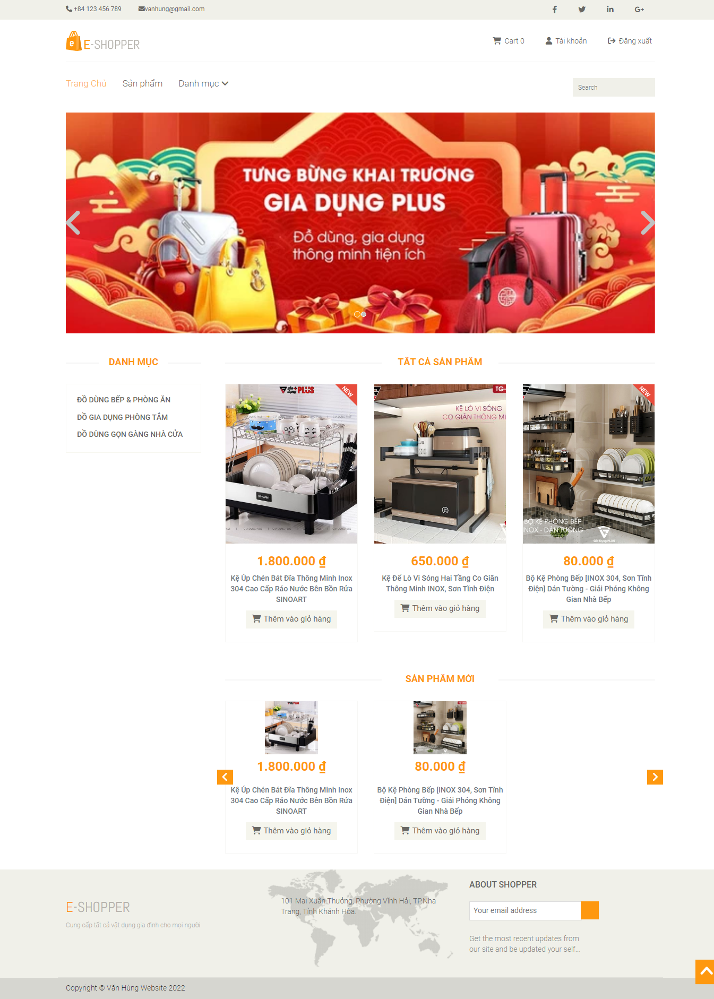 +84 123 456 789
vanhung@gmail.com
E-SHOPPER
Cart 0
Tài khoản
Đăng xuất
Trang Chủ
Sản phẩm
Danh mục
Search
TƯNG BỪNG KHAI TRƯƠNG
GIA DỤNG PLUS
Đồ dùng, gia dụng
thông minh tiện ích
DANH MỤC
ĐỒ DÙNG BẾP & PHÒNG ĂN
ĐỒ GIA DỤNG PHÒNG TẮM
ĐỒ DÙNG GỌN GÀNG NHÀ CỬA
TẤT CẢ SẢN PHẨM
gia dụng PLUS
NEW
SINOART
1.800.000 ₫
Kệ Úp Chén Bát Đĩa Thông Minh Inox
304 Cao Cấp Ráo Nước Bên Bồn Rửa
SINOART
Thêm vào giỏ hàng
TG-
KỆ LÒ VI SÓNG
CO GIÃN THÔNG MI
650.000 ₫
Kệ Để Lò Vi Sóng Hai Tầng Co Giãn
Thông Minh INOX, Sơn Tĩnh Điện
Thêm vào giỏ hàng
NEW
BỘ KỆ PHÒNG BẾP
INOX - DÁN TƯỜNG
Gia Dụng PLUS
80.000 ₫
Bộ Kệ Phòng Bếp [INOX 304, Sơn Tĩnh
Điện] Dán Tường - Giải Phóng Không
Gian Nhà Bếp
Thêm vào giỏ hàng
SẢN PHẨM MỚI
1.800.000 ₫
Kệ Úp Chén Bát Đĩa Thông Minh Inox
304 Cao Cấp Ráo Nước Bên Bồn Rửa
SINOART
Thêm vào giỏ hàng
80.000 ₫
Bộ Kệ Phòng Bếp [INOX 304, Sơn Tĩnh
Điện] Dán Tường - Giải Phóng Không
Gian Nhà Bếp
Thêm vào giỏ hàng
E-SHOPPER
Cung cấp tất cả vật dụng gia đình cho mọi người
101 Mai Xuân Thưởng, Phường Vĩnh Hải, TP.Nha
Trang, Tỉnh Khánh Hòa.
ABOUT SHOPPER
Your email address
Get the most recent updates from
our site and be updated your self...
Copyright © Văn Hùng Website 2022